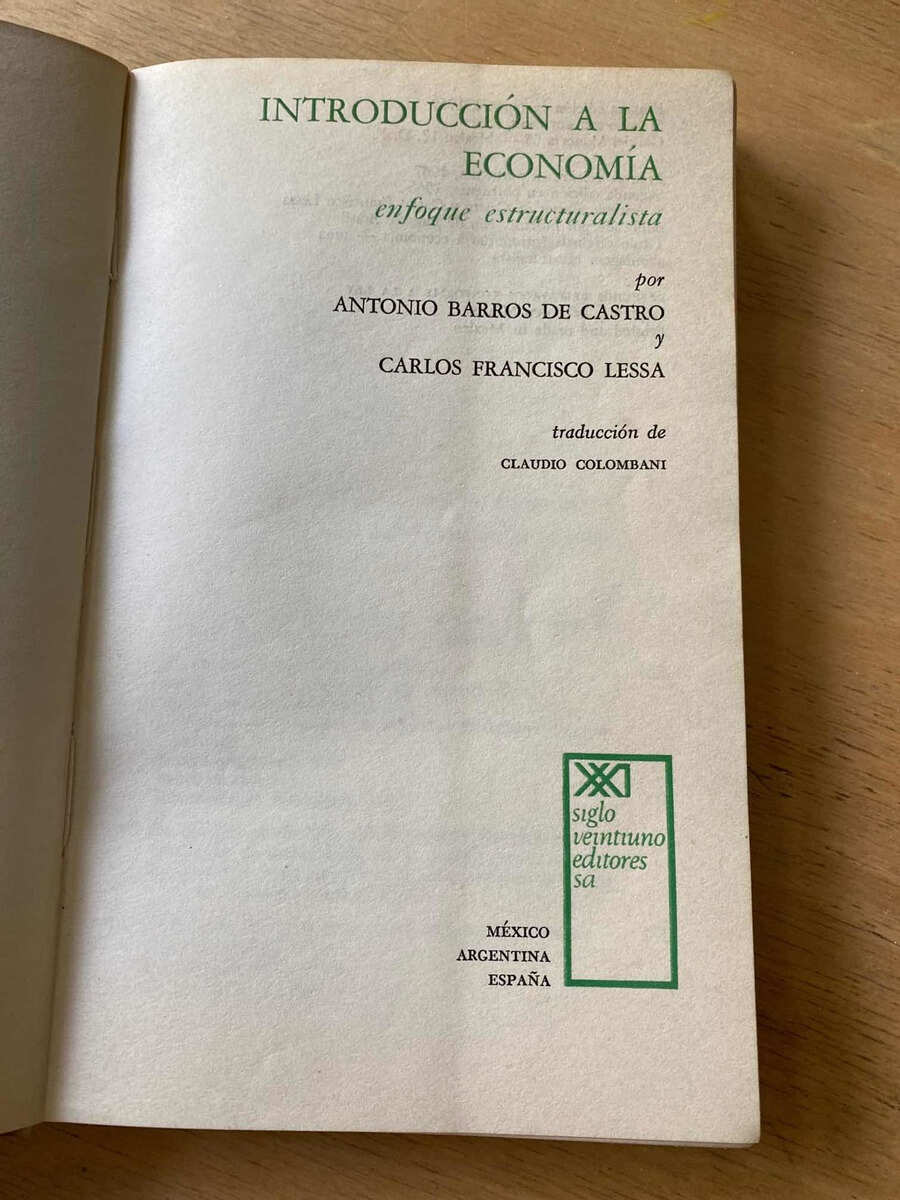 INTRODUCCIÓN A LA
ECONOMÍA
enfoque estructuralista
por
ANTONIO BARROS DE CASTRO
y
CARLOS FRANCISCO LESSA
traducción de
CLAUDIO COLOMBANI
siglo
veintiuno
editores
sa
MÉXICO
ARGENTINA
ESPAÑA